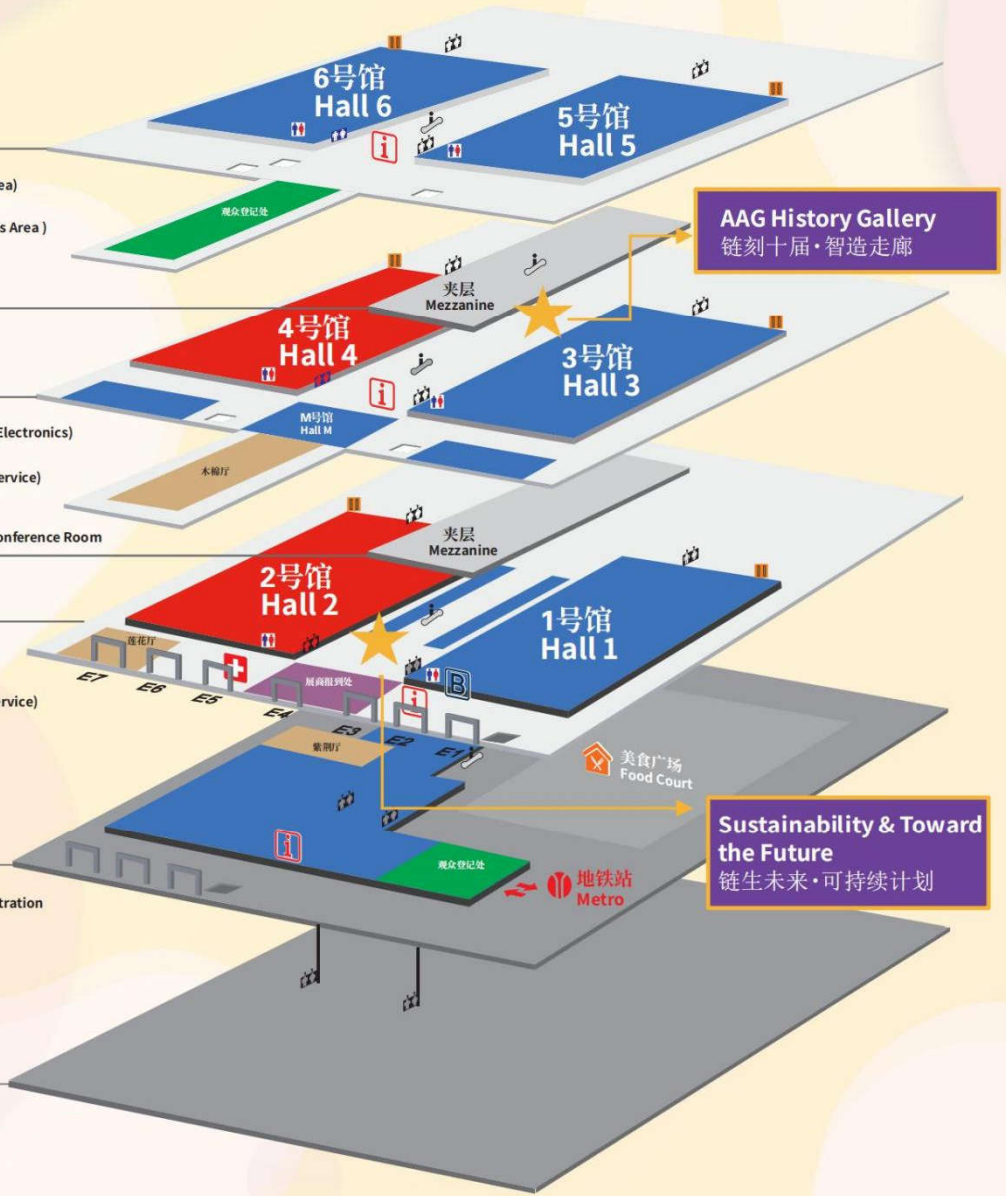 6号馆
Hall 6
5号馆
Hall 5
ea)
s Area )
观众登记处
AAG History Gallery
链刻十届·智造走廊
夹层
Mezzanine
4号馆
Hall 4
3号馆
Hall 3
M号馆
Hall M
Electronics)
木棉厅
ervice)
onference Room
夹层
Mezzanine
2号馆
Hall 2
1号馆
Hall 1
莲花厅
展商报到处
B
E7
E6
E5
E4
E3
E2
E1
rvice)
紫荆厅
美食广场
Food Court
Sustainability & Toward
the Future
链生未来·可持续计划
观众登记处
地铁站
Metro
tration